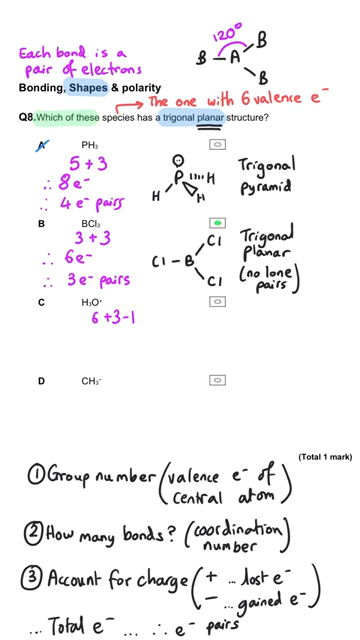 Each bond is a
pair of electrons
120°
B - A
B
B
Bonding, Shapes & polarity
The one with 6 valence e⁻
Q8. Which of these species has a trigonal planar structure?
A PH₃
5 + 3
∴ 8e⁻
∴ 4 e⁻ pairs
P H
H H
Trigonal
Pyramid
B BCl₃
3 + 3
∴ 6e⁻
∴ 3 e⁻ pairs
Cl
Cl - B
Cl
Trigonal
planar
(no lone
pairs)
C H₃O⁺
6 + 3 - 1
D CH₃⁻
(Total 1 mark)
① Group number (valence e⁻ of
central atom)
② How many bonds? (coordination
number)
③ Account for charge (+ ... lost e⁻
- ... gained e⁻)
... Total e⁻ ... ∴ e⁻ pairs